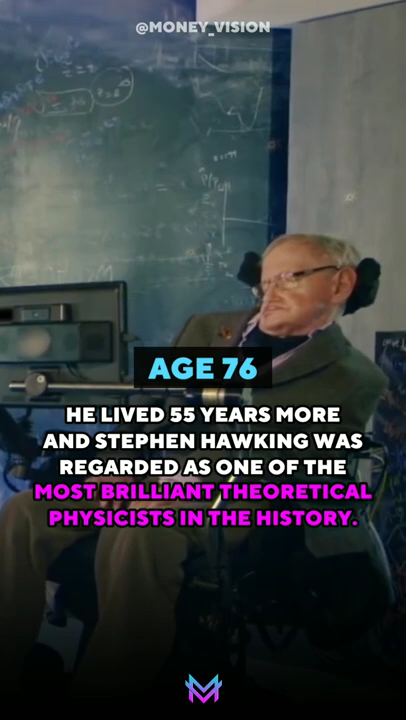 @MONEY_VISION
AGE 76
HE LIVED 55 YEARS MORE
AND STEPHEN HAWKING WAS
REGARDED AS ONE OF THE
MOST BRILLIANT THEORETICAL
PHYSICISTS IN THE HISTORY.